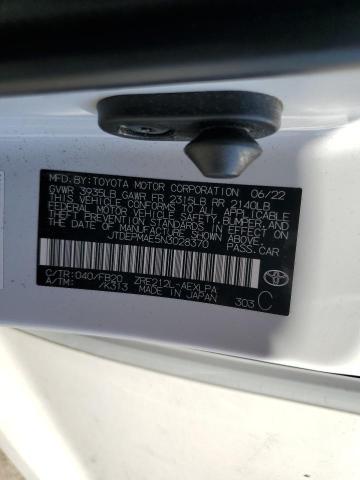 MFD. BY: TOYOTA MOTOR CORPORATION 06/22
GVWR 3935LB GAWR FR 2315LB RR 2140LB
THIS VEHICLE CONFORMS TO ALL APPLICABLE
FEDERAL MOTOR VEHICLE SAFETY, BUMPER,
AND THEFT PREVENTION STANDARDS IN EFFECT ON
THE DATE OF MANUFACTURE SHOWN ABOVE.
JTDEPMAE5N3028370 PASS.CAR
C/TR: 040/FB20 ZRE212L-AEXLPA
A/TM: /K313 MADE IN JAPAN 303 C